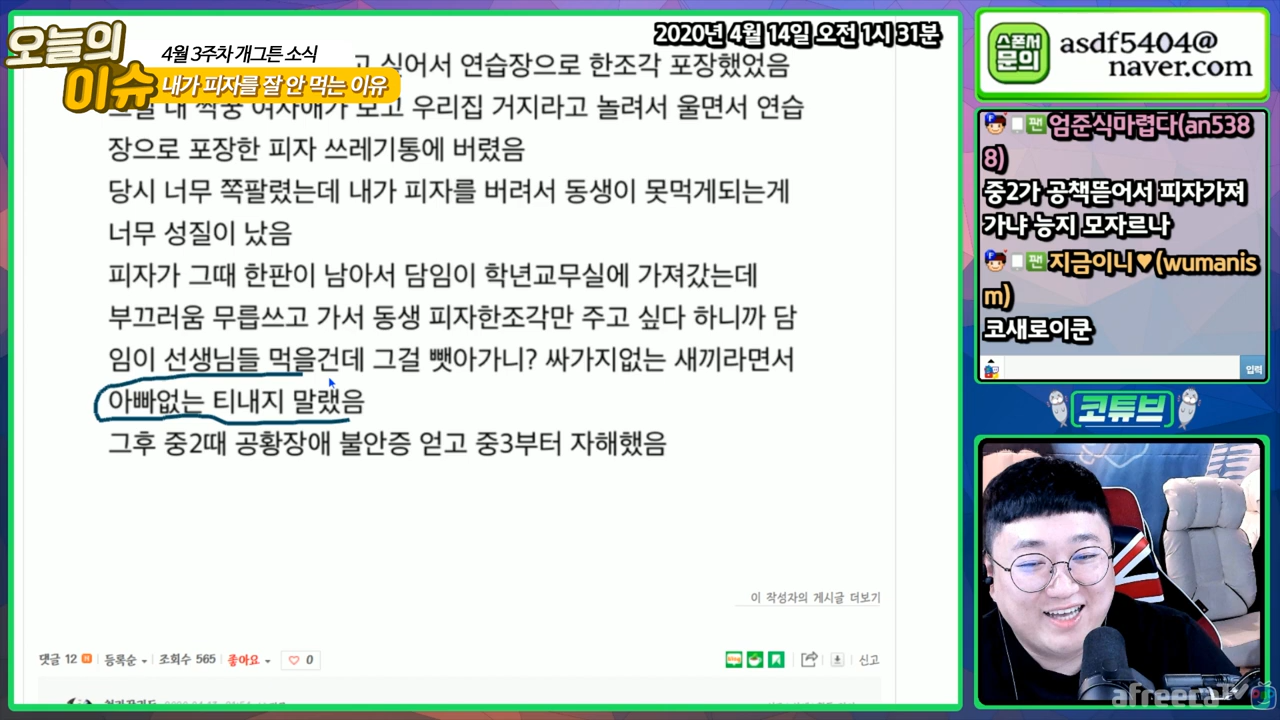 오늘의
이슈
4월 3주차 개그튼 소식
내가 피자를 잘 안 먹는 이유
2020년 4월 14일 오전 1시 31분
고 싶어서 연습장으로 한조각 포장했었음
여자애가 보고 우리집 거지라고 놀려서 울면서 연습
장으로 포장한 피자 쓰레기통에 버렸음
당시 너무 쪽팔렸는데 내가 피자를 버려서 동생이 못먹게되는게
너무 성질이 났음
피자가 그때 한판이 남아서 담임이 학년교무실에 가져갔는데
부끄러움 무릅쓰고 가서 동생 피자한조각만 주고 싶다 하니까 담
임이 선생님들 먹을건데 그걸 뺏아가니? 싸가지없는 새끼라면서
아빠없는 티내지 말랬음
그후 중2때 공황장애 불안증 얻고 중3부터 자해했음
이 작성자의 게시글 더보기
댓글 12 등록순 조회수 565 좋아요 0
blog
신고
스폰서
문의
asdf5404@
naver.com
팬 엄준식마렵다(an538
8)
중2가 공책뜯어서 피자가져
가냐 능지 모자르나
팬 지금이니♥(wumanis
m)
코새로이쿤
입력
코튜브
afreecaTV